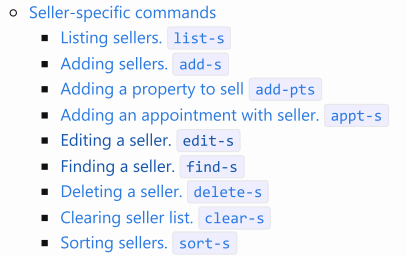 Seller-specific commands
Listing sellers. list-s
Adding sellers. add-s
Adding a property to sell add-pts
Adding an appointment with seller. appt-s
Editing a seller. edit-s
Finding a seller. find-s
Deleting a seller. delete-s
Clearing seller list. clear-s
Sorting sellers. sort-s